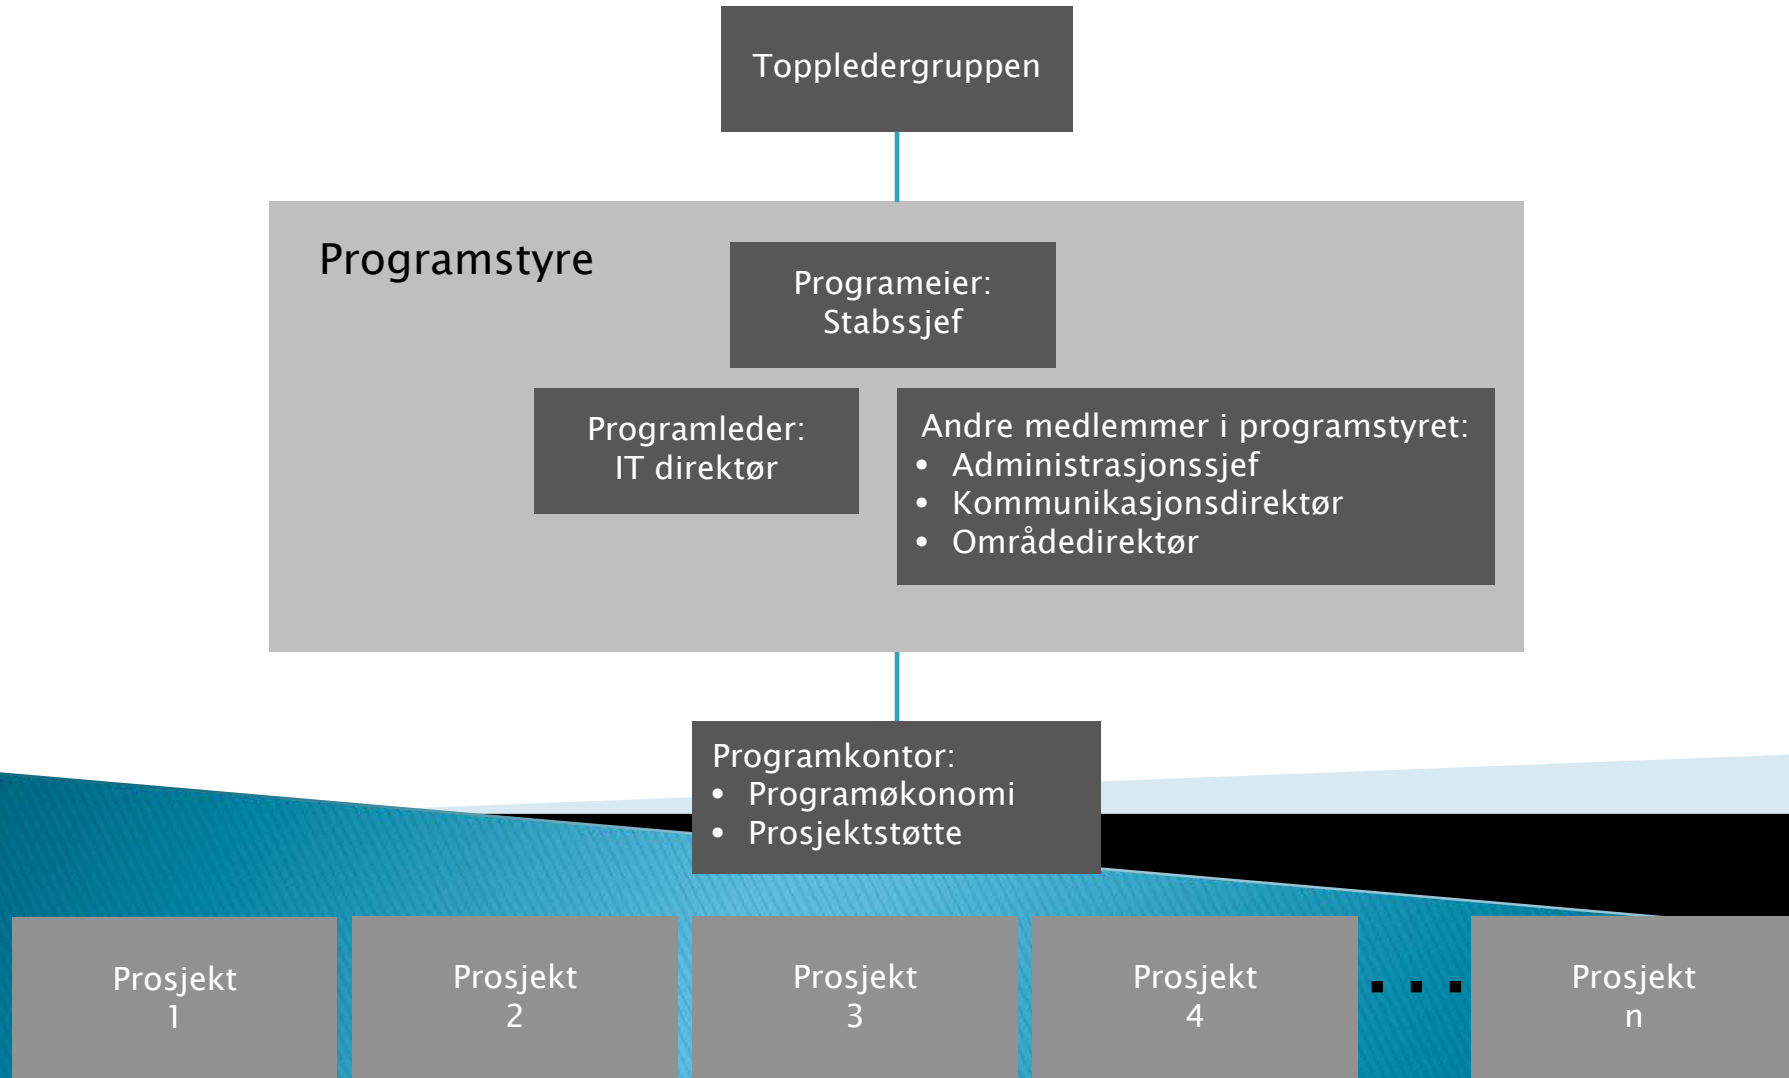 Toppledergruppen
Programstyre
Programeier:
Stabssjef
Programleder:
IT direktør
Andre medlemmer i programstyret:
• Administrasjonssjef
• Kommunikasjonsdirektør
• Områdedirektør
Programkontor:
• Programøkonomi
• Prosjektstøtte
Prosjekt
1
Prosjekt
2
Prosjekt
3
Prosjekt
4
...
Prosjekt
n